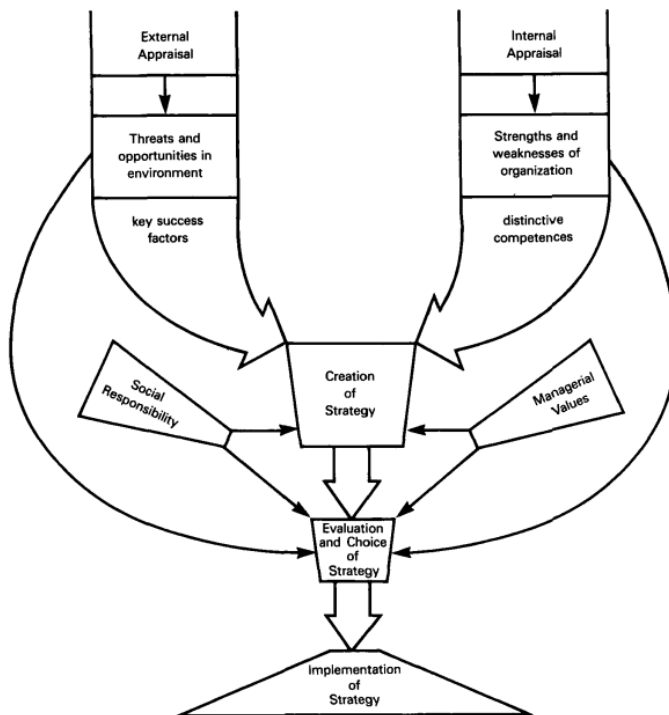 External
Appraisal
Internal
Appraisal
Threats and
opportunities in
environment
Strengths and
weaknesses of
organization
key success
factors
distinctive
competences
Creation
of
Strategy
Social
Responsibility
Managerial
Values
Evaluation
and Choice
of
Strategy
Implementation
of
Strategy